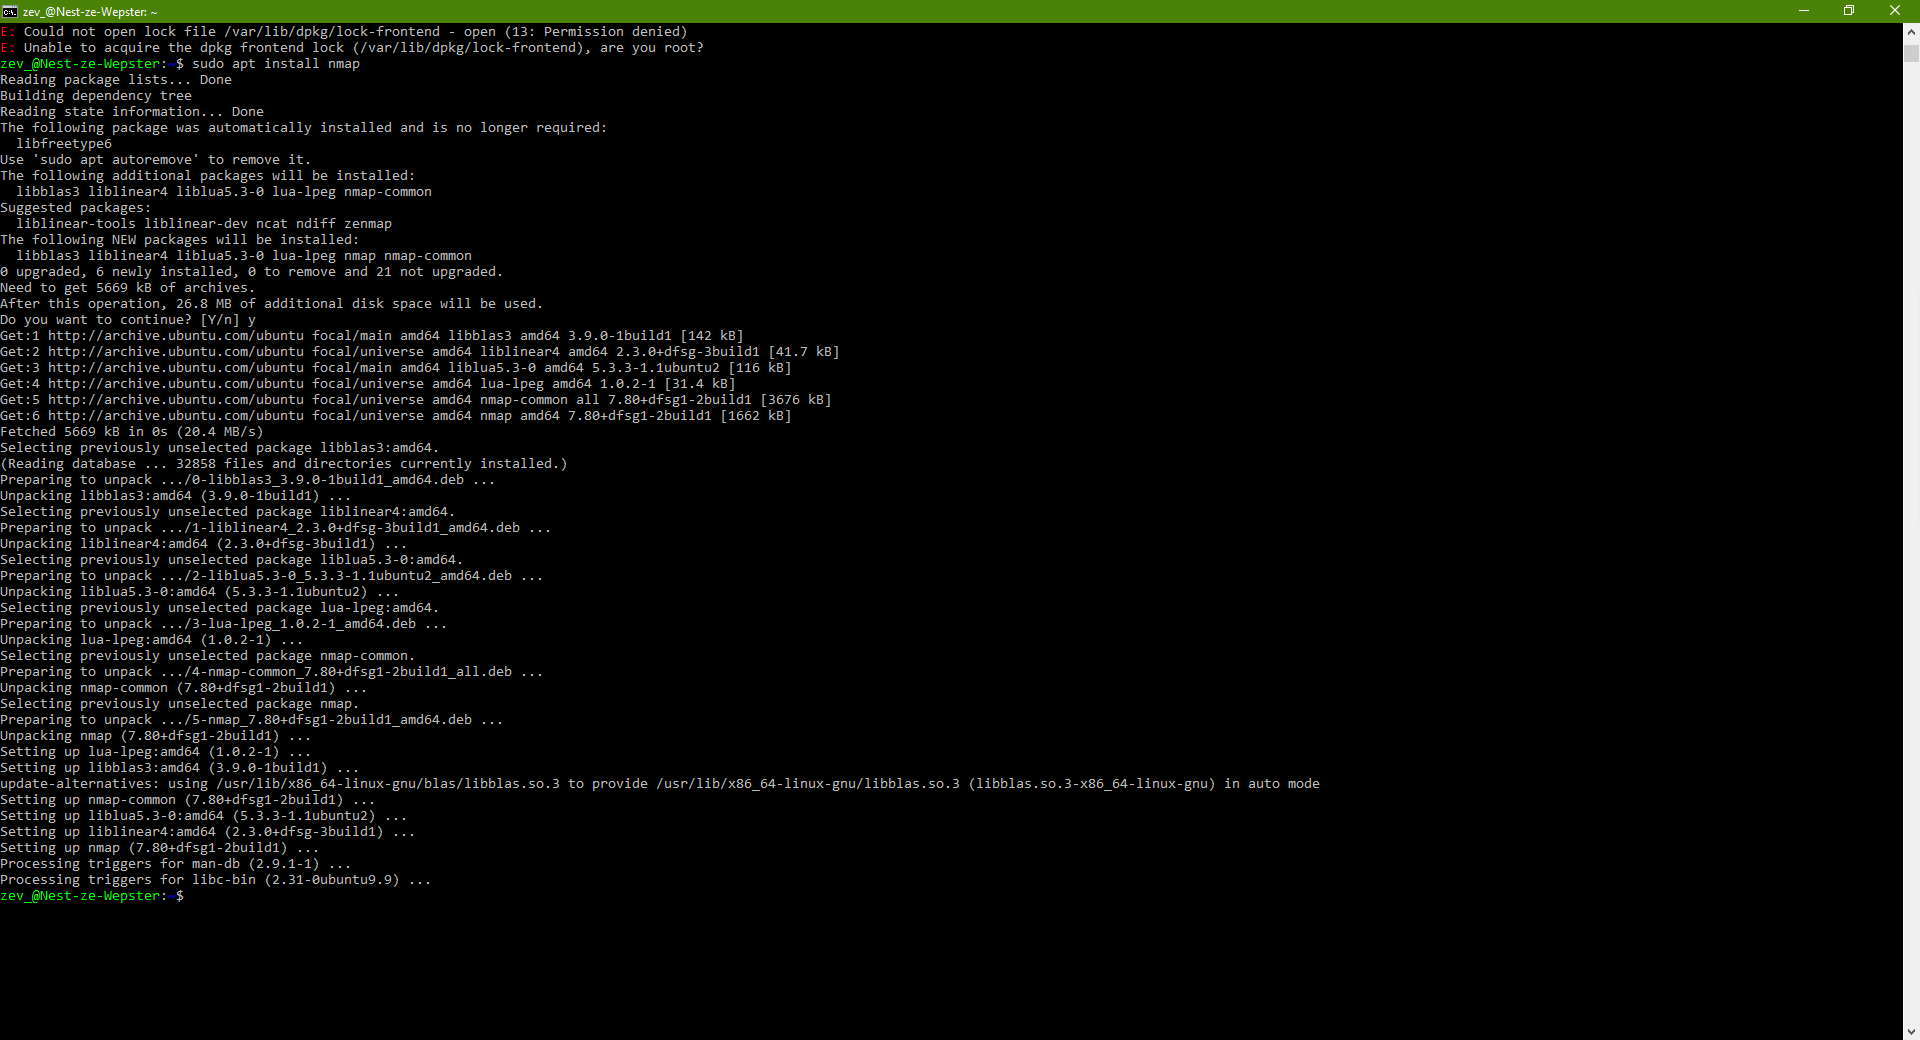 zev_@Nest-ze-Wepster: ~
E: Could not open lock file /var/lib/dpkg/lock-frontend - open (13: Permission denied)
E: Unable to acquire the dpkg frontend lock (/var/lib/dpkg/lock-frontend), are you root?
zev_@Nest-ze-Wepster:~$ sudo apt install nmap
Reading package lists... Done
Building dependency tree
Reading state information... Done
The following package was automatically installed and is no longer required:
  libfreetype6
Use 'sudo apt autoremove' to remove it.
The following additional packages will be installed:
  libblas3 liblinear4 liblua5.3-0 lua-lpeg nmap-common
Suggested packages:
  liblinear-tools liblinear-dev ncat ndiff zenmap
The following NEW packages will be installed:
  libblas3 liblinear4 liblua5.3-0 lua-lpeg nmap nmap-common
0 upgraded, 6 newly installed, 0 to remove and 21 not upgraded.
Need to get 5669 kB of archives.
After this operation, 26.8 MB of additional disk space will be used.
Do you want to continue? [Y/n] y
Get:1 http://archive.ubuntu.com/ubuntu focal/main amd64 libblas3 amd64 3.9.0-1build1 [142 kB]
Get:2 http://archive.ubuntu.com/ubuntu focal/universe amd64 liblinear4 amd64 2.3.0+dfsg-3build1 [41.7 kB]
Get:3 http://archive.ubuntu.com/ubuntu focal/main amd64 liblua5.3-0 amd64 5.3.3-1.1ubuntu2 [116 kB]
Get:4 http://archive.ubuntu.com/ubuntu focal/universe amd64 lua-lpeg amd64 1.0.2-1 [31.4 kB]
Get:5 http://archive.ubuntu.com/ubuntu focal/universe amd64 nmap-common all 7.80+dfsg1-2build1 [3676 kB]
Get:6 http://archive.ubuntu.com/ubuntu focal/universe amd64 nmap amd64 7.80+dfsg1-2build1 [1662 kB]
Fetched 5669 kB in 0s (20.4 MB/s)
Selecting previously unselected package libblas3:amd64.
(Reading database ... 32858 files and directories currently installed.)
Preparing to unpack .../0-libblas3_3.9.0-1build1_amd64.deb ...
Unpacking libblas3:amd64 (3.9.0-1build1) ...
Selecting previously unselected package liblinear4:amd64.
Preparing to unpack .../1-liblinear4_2.3.0+dfsg-3build1_amd64.deb ...
Unpacking liblinear4:amd64 (2.3.0+dfsg-3build1) ...
Selecting previously unselected package liblua5.3-0:amd64.
Preparing to unpack .../2-liblua5.3-0_5.3.3-1.1ubuntu2_amd64.deb ...
Unpacking liblua5.3-0:amd64 (5.3.3-1.1ubuntu2) ...
Selecting previously unselected package lua-lpeg:amd64.
Preparing to unpack .../3-lua-lpeg_1.0.2-1_amd64.deb ...
Unpacking lua-lpeg:amd64 (1.0.2-1) ...
Selecting previously unselected package nmap-common.
Preparing to unpack .../4-nmap-common_7.80+dfsg1-2build1_all.deb ...
Unpacking nmap-common (7.80+dfsg1-2build1) ...
Selecting previously unselected package nmap.
Preparing to unpack .../5-nmap_7.80+dfsg1-2build1_amd64.deb ...
Unpacking nmap (7.80+dfsg1-2build1) ...
Setting up lua-lpeg:amd64 (1.0.2-1) ...
Setting up libblas3:amd64 (3.9.0-1build1) ...
update-alternatives: using /usr/lib/x86_64-linux-gnu/blas/libblas.so.3 to provide /usr/lib/x86_64-linux-gnu/libblas.so.3 (libblas.so.3-x86_64-linux-gnu) in auto mode
Setting up nmap-common (7.80+dfsg1-2build1) ...
Setting up liblua5.3-0:amd64 (5.3.3-1.1ubuntu2) ...
Setting up liblinear4:amd64 (2.3.0+dfsg-3build1) ...
Setting up nmap (7.80+dfsg1-2build1) ...
Processing triggers for man-db (2.9.1-1) ...
Processing triggers for libc-bin (2.31-0ubuntu9.9) ...
zev_@Nest-ze-Wepster:~$